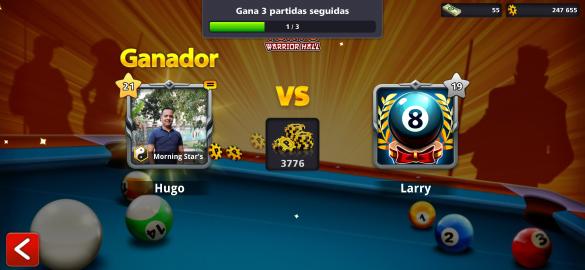 Gana 3 partidas seguidas
1 / 3
55
247 655
WARRIOR HALL
Ganador
VS
21
19
8
Morning Star's
3776
Hugo
Larry
14
1
2
3